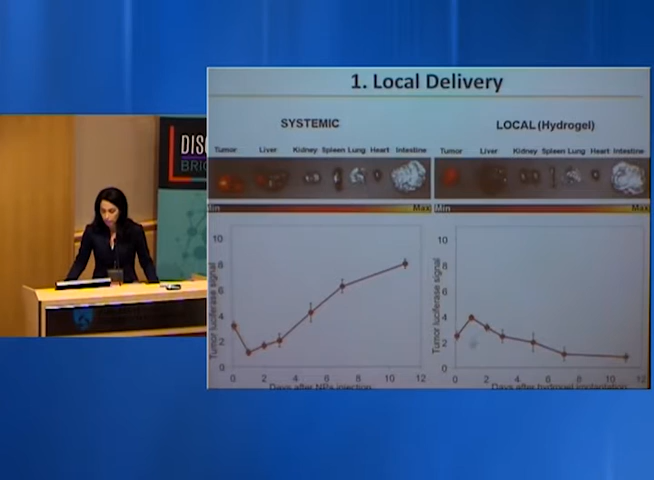 1. Local Delivery
SYSTEMIC
LOCAL (Hydrogel)
Tumor Liver Kidney Spleen Lung Heart Intestine
Tumor Liver Kidney Spleen Lung Heart Intestine
Min Max
Min Max
DISC
BRIG
Tumor luciferase signal
10
8
6
4
2
0
0 2 4 6 8 10 12
Days after NPs injection
Tumor luciferase signal
10
8
6
4
2
0
0 2 4 6 8 10 12
Days after hydrogel implantation